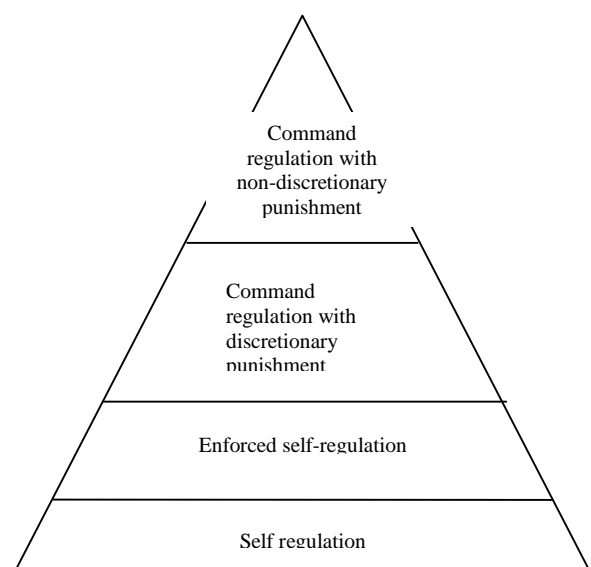 Command
regulation with
non-discretionary
punishment
Command
regulation with
discretionary
punishment
Enforced self-regulation
Self regulation